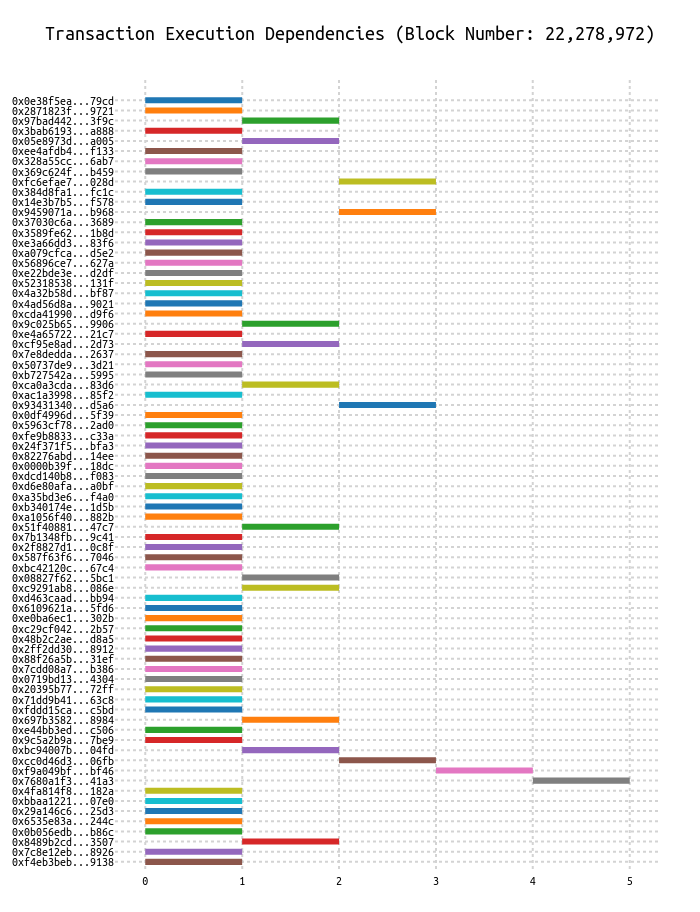 Transaction Execution Dependencies (Block Number: 22,278,972)
0x0e38f5ea...79cd
0x2871823f...9721
0x97bad442...3f9c
0x3bab6193...a888
0x05e8973d...a005
0xee4afdb4...f133
0x328a55cc...6ab7
0x369c624f...b459
0xfc6efae7...028d
0x384d8fa1...fc1c
0x14e3b7b5...f578
0x9459071a...b968
0x37030c6a...3689
0x3589fe62...1b8d
0xe3a66dd3...83f6
0xa079cfca...d5e2
0x56896ce7...627a
0xe22bde3e...d2df
0x52318538...131f
0x4a32b58d...bf87
0x4ad56d8a...9021
0xcda41990...d9f6
0x9c025b65...9906
0xe4a65722...21c7
0xcf95e8ad...2d73
0x7e8dedda...2637
0x50737de9...3d21
0xb727542a...5995
0xca0a3cda...83d6
0xac1a3998...85f2
0x93431340...d5a6
0x0df4996d...5f39
0x5963cf78...2ad0
0xfe9b8833...c33a
0x24f371f5...bfa3
0x82276abd...14ee
0x0000b39f...18dc
0xdcd140b8...f083
0xd6e80afa...a0bf
0xa35bd3e6...f4a0
0xb340174e...1d5b
0xa1056f40...882b
0x51f40881...47c7
0x7b1348fb...9c41
0x2f8827d1...0c8f
0x587f63f6...7046
0xbc42120c...67c4
0x08827f62...5bc1
0xc9291ab8...086e
0xd463caad...bb94
0x6109621a...5fd6
0xe0ba6ec1...302b
0xc29cf042...2b57
0x48b2c2ae...d8a5
0x2ff2dd30...8912
0x88f26a5b...31ef
0x7cdd08a7...b386
0x0719bd13...4304
0x20395b77...72ff
0x71dd9b41...63c8
0xfddd15ca...c5bd
0x697b3582...8984
0xe44bb3ed...c506
0x9c5a2b9a...7be9
0xbc94007b...04fd
0xcc0d46d3...06fb
0xf9a049bf...bf46
0x7680a1f3...41a3
0x4fa814f8...182a
0xbbaa1221...07e0
0x29a146c6...25d3
0x6535e83a...244c
0x0b056edb...b86c
0x8489b2cd...3507
0x7c8e12eb...8926
0xf4eb3beb...9138
0 1 2 3 4 5